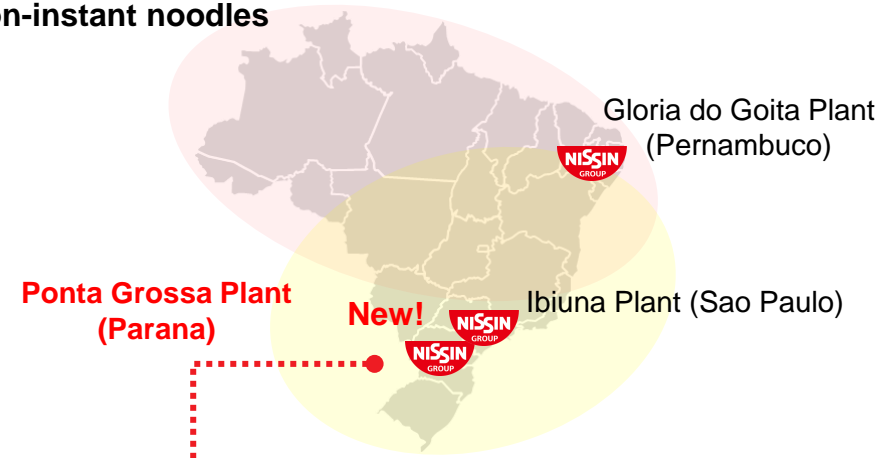 n-instant noodles
Gloria do Goita Plant
(Pernambuco)
NISSIN
GROUP
Ponta Grossa Plant
(Parana)
New!
Ibiuna Plant (Sao Paulo)
NISSIN
GROUP
NISSIN
GROUP